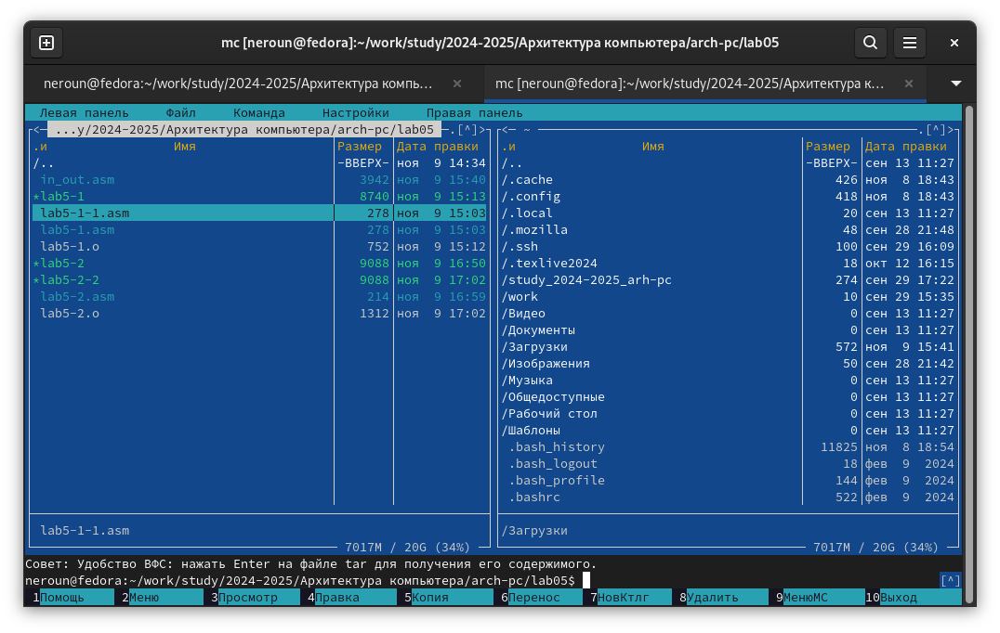 mc [neroun@fedora]:~/work/study/2024-2025/Архитектура компьютера/arch-pc/lab05
neroun@fedora:~/work/study/2024-2025/Архитектура компь...
mc [neroun@fedora]:~/work/study/2024-2025/Архитектура к...
Левая панель Файл Команда Настройки Правая панель
<─ ...y/2024-2025/Архитектура компьютера/arch-pc/lab05 ─.[^]>
.и Имя Размер Дата правки
/.. -ВВЕРХ- ноя 9 14:34
in_out.asm 3942 ноя 9 15:40
*lab5-1 8740 ноя 9 15:13
lab5-1-1.asm 278 ноя 9 15:03
lab5-1.asm 278 ноя 9 15:03
lab5-1.o 752 ноя 9 15:12
*lab5-2 9088 ноя 9 16:50
*lab5-2-2 9088 ноя 9 17:02
lab5-2.asm 214 ноя 9 16:59
lab5-2.o 1312 ноя 9 17:02
lab5-1-1.asm
7017M / 20G (34%)
<─ ~ ─.[^]>
.и Имя Размер Дата правки
/.. -ВВЕРХ- сен 13 11:27
/.cache 426 ноя 8 18:43
/.config 418 ноя 8 18:43
/.local 20 сен 13 11:27
/.mozilla 48 сен 28 21:48
/.ssh 100 сен 29 16:09
/.texlive2024 18 окт 12 16:15
/study_2024-2025_arh-pc 274 сен 29 17:22
/work 10 сен 29 15:35
/Видео 0 сен 13 11:27
/Документы 0 сен 13 11:27
/Загрузки 572 ноя 9 15:41
/Изображения 50 сен 28 21:42
/Музыка 0 сен 13 11:27
/Общедоступные 0 сен 13 11:27
/Рабочий стол 0 сен 13 11:27
/Шаблоны 0 сен 13 11:27
.bash_history 11825 ноя 8 18:54
.bash_logout 18 фев 9 2024
.bash_profile 144 фев 9 2024
.bashrc 522 фев 9 2024
/Загрузки
7017M / 20G (34%)
Совет: Удобство ВФС: нажать Enter на файле tar для получения его содержимого.
neroun@fedora:~/work/study/2024-2025/Архитектура компьютера/arch-pc/lab05$ [^]
1Помощь 2Меню 3Просмотр 4Правка 5Копия 6Перенос 7НовКтлг 8Удалить 9МенюМС 10Выход